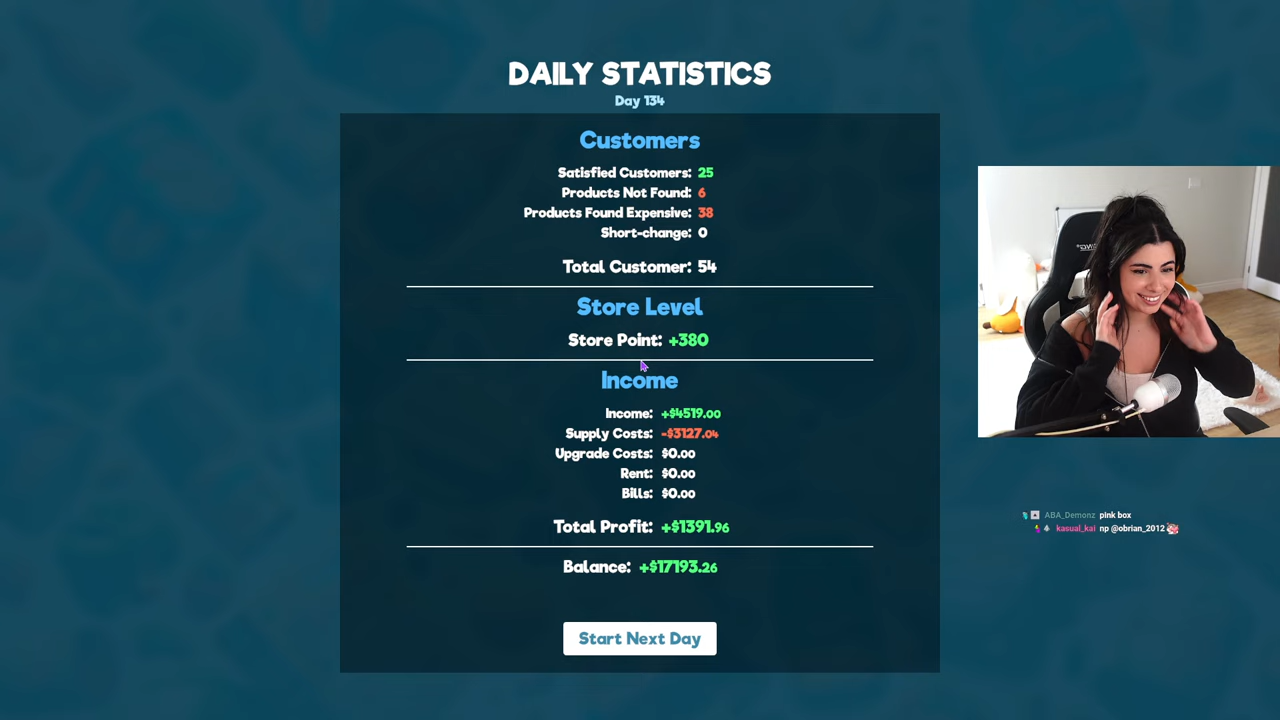 DAILY STATISTICS
Day 134
Customers
Satisfied Customers: 25
Products Not Found: 6
Products Found Expensive: 38
Short-change: 0
Total Customer: 54
Store Level
Store Point: +380
Income
Income: +$4519.00
Supply Costs: -$3127.04
Upgrade Costs: $0.00
Rent: $0.00
Bills: $0.00
Total Profit: +$1391.96
Balance: +$17193.26
Start Next Day
ABA_Demonz pink box
kasual_kai np @obrian_2012